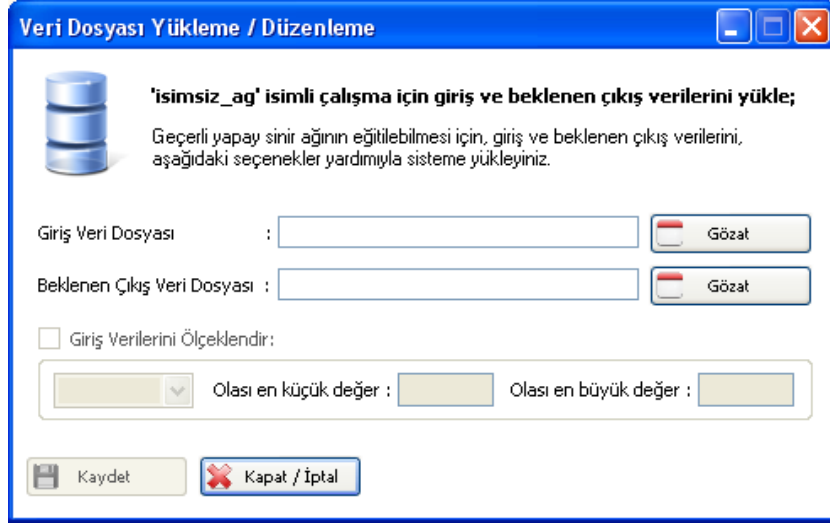 Veri Dosyası Yükleme / Düzenleme
'isimsiz_ag' isimli çalışma için giriş ve beklenen çıkış verilerini yükle;
Geçerli yapay sinir ağının eğitilebilmesi için, giriş ve beklenen çıkış verilerini,
aşağıdaki seçenekler yardımıyla sisteme yükleyiniz.
Giriş Veri Dosyası : Gözat
Beklenen Çıkış Veri Dosyası : Gözat
Giriş Verilerini Ölçeklendir:
Olası en küçük değer : Olası en büyük değer :
Kaydet Kapat / İptal